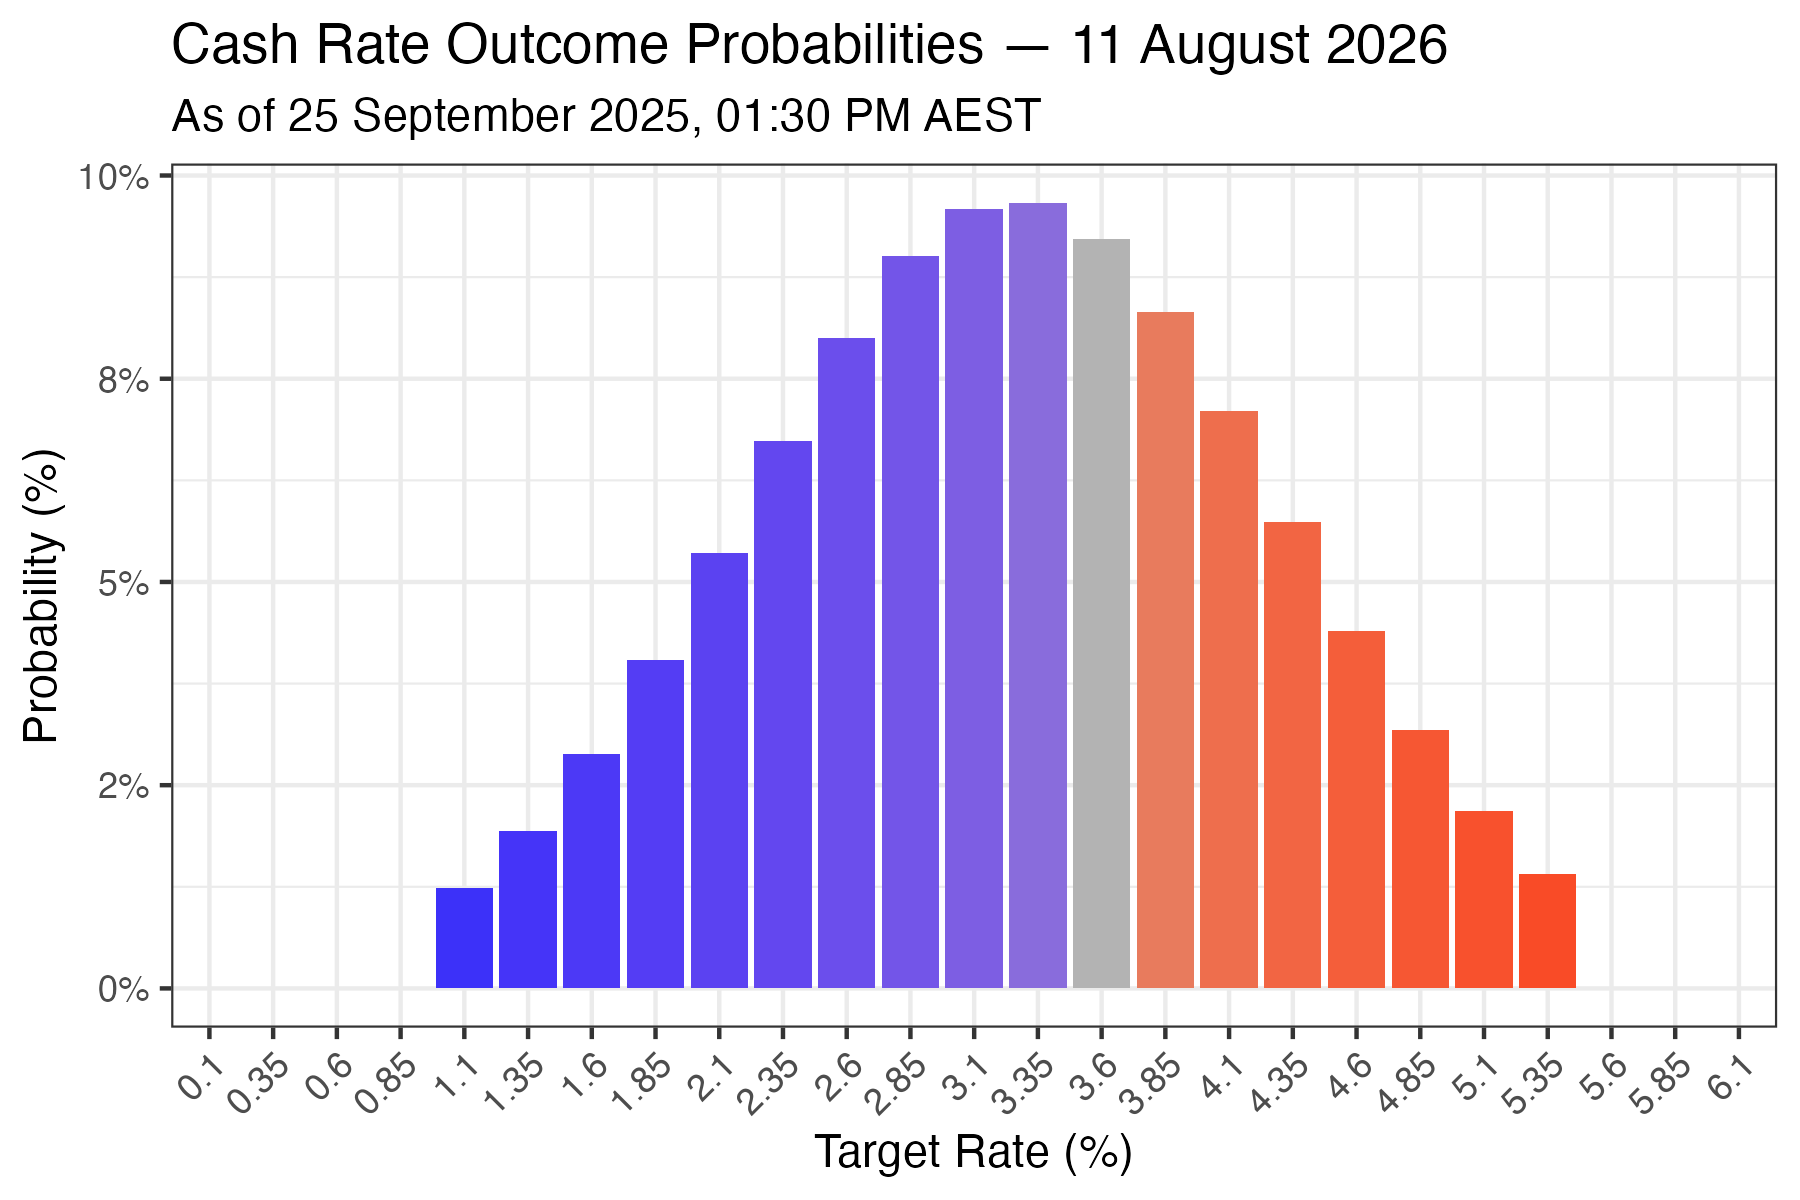 Cash Rate Outcome Probabilities — 11 August 2026
As of 25 September 2025, 01:30 PM AEST
Probability (%)
10%
8%
5%
2%
0%
0.1 0.35 0.6 0.85 1.1 1.35 1.6 1.85 2.1 2.35 2.6 2.85 3.1 3.35 3.6 3.85 4.1 4.35 4.6 4.85 5.1 5.35 5.6 5.85 6.1
Target Rate (%)